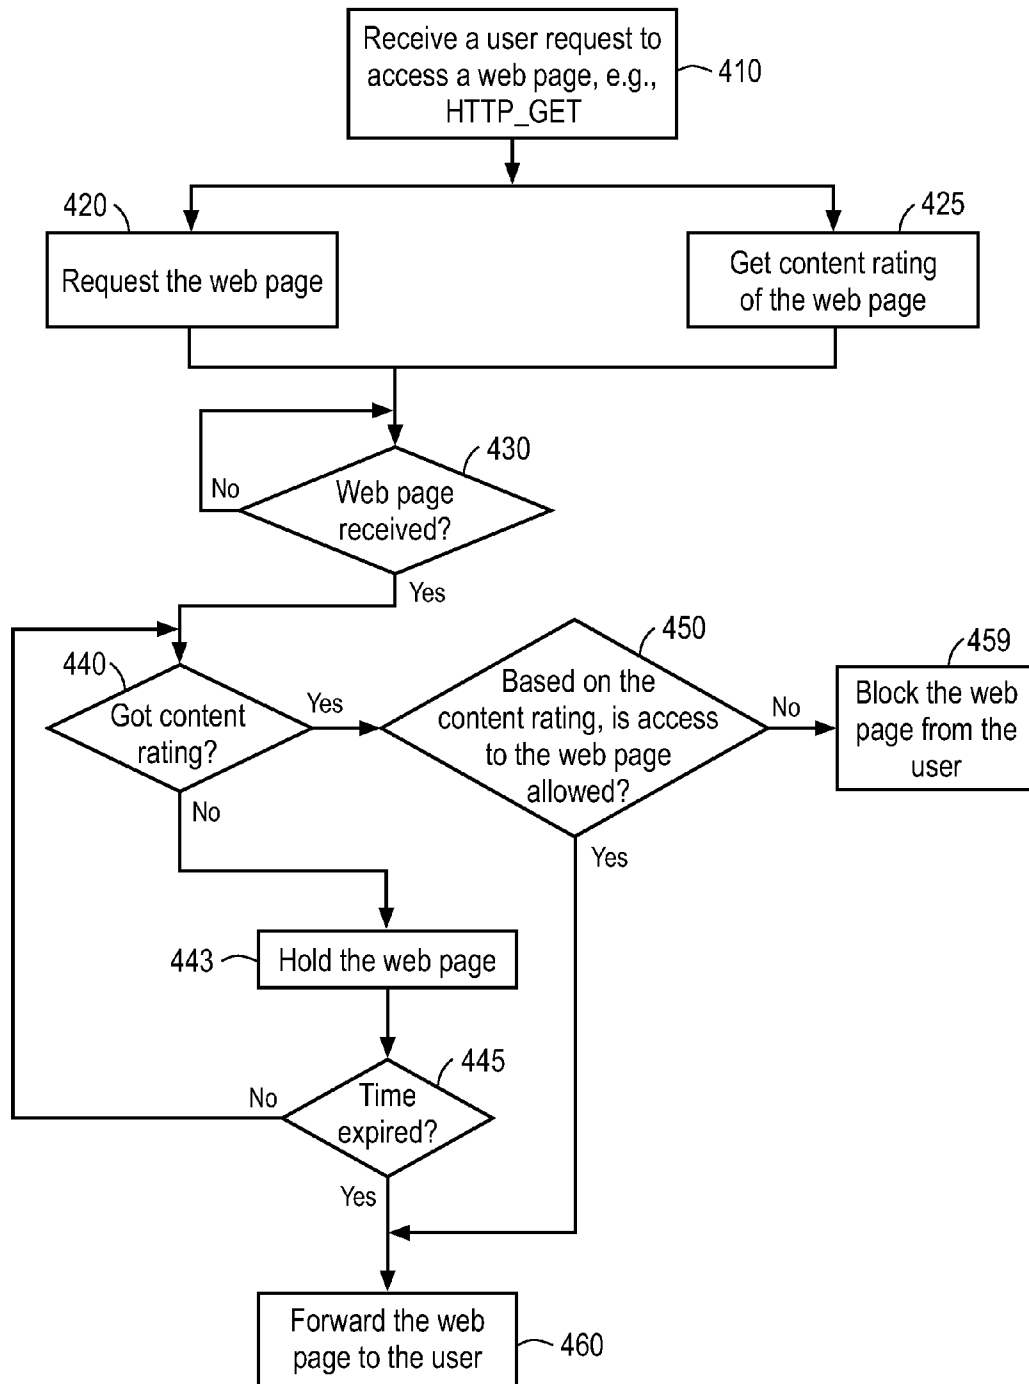 Receive a user request to
access a web page, e.g.,
HTTP_GET
410
420
425
Request the web page
Get content rating
of the web page
430
Web page
received?
No
Yes
440
Got content
rating?
Yes
No
450
Based on the
content rating, is access
to the web page
allowed?
No
Yes
459
Block the web
page from the
user
443
Hold the web page
445
Time
expired?
No
Yes
Forward the web
page to the user
460